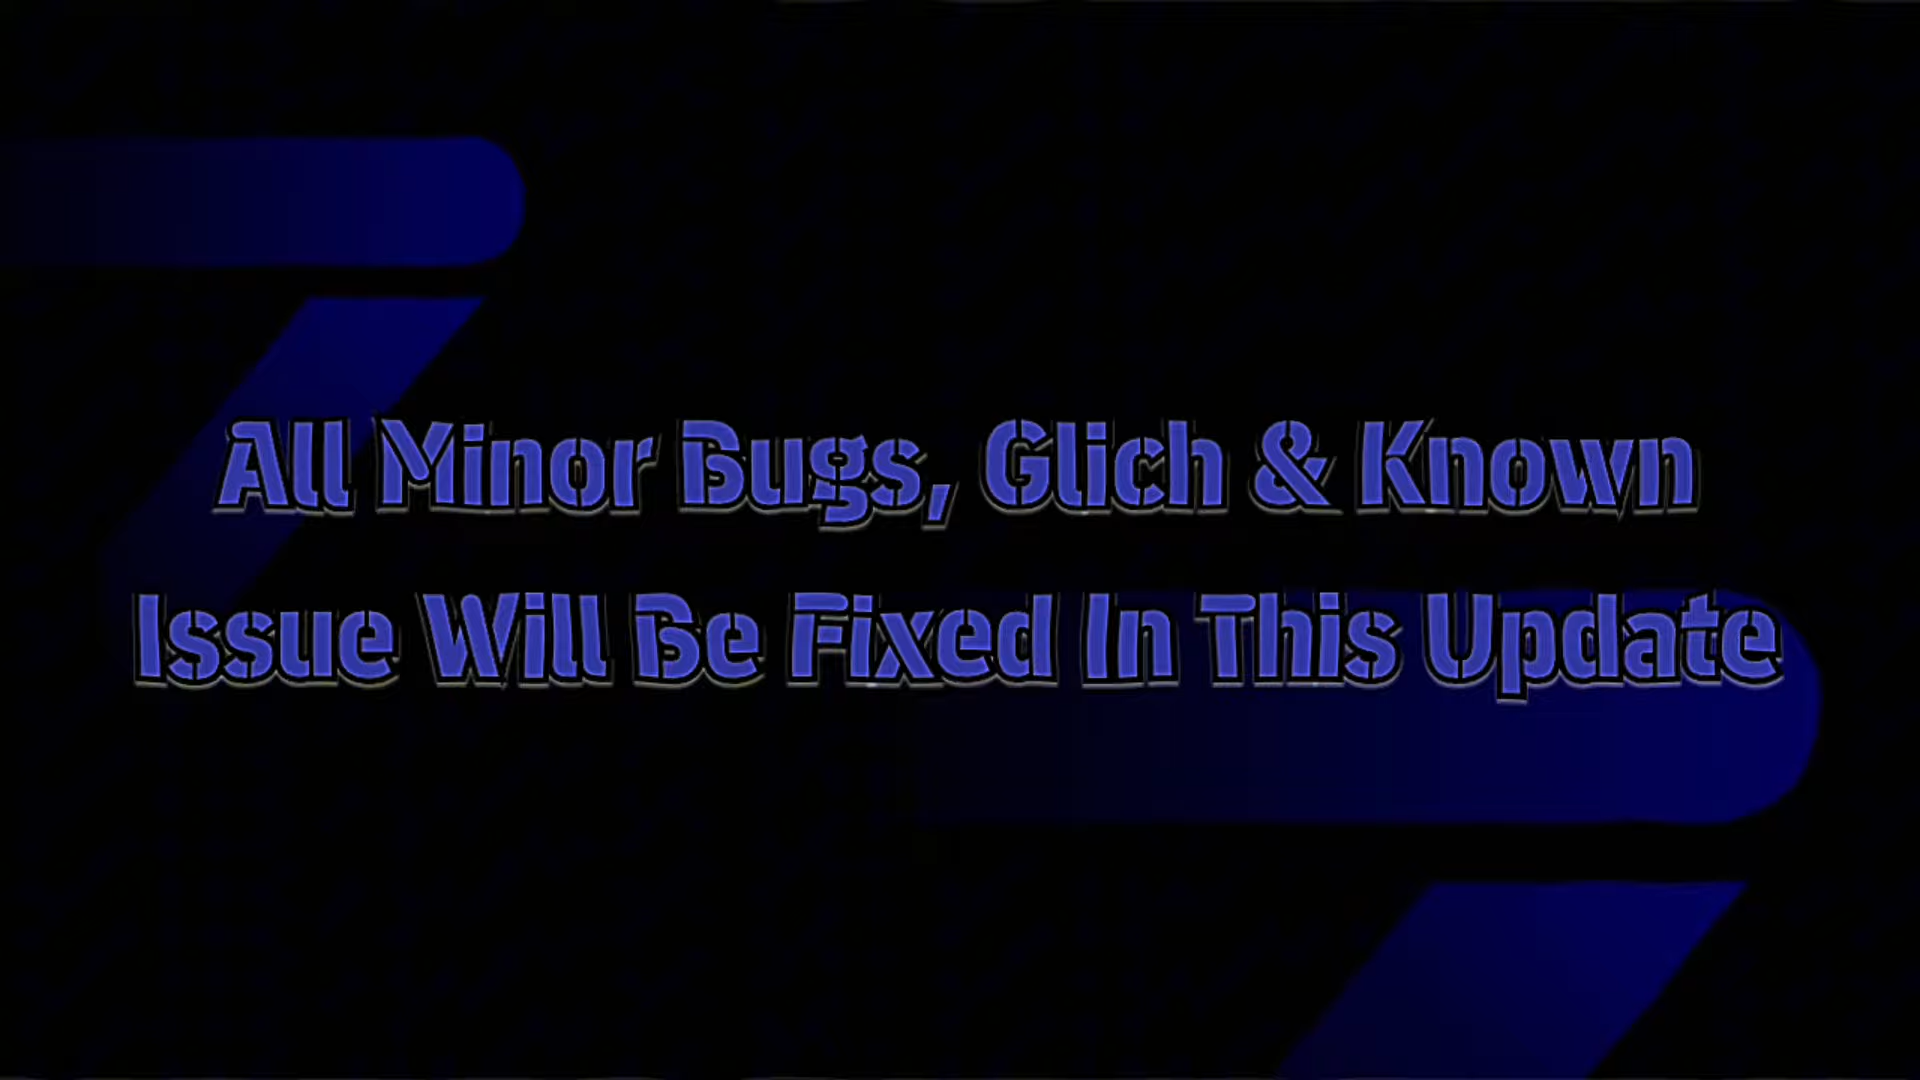 All Minor Bugs, Glich & Known
Issue Will Be Fixed In This Update